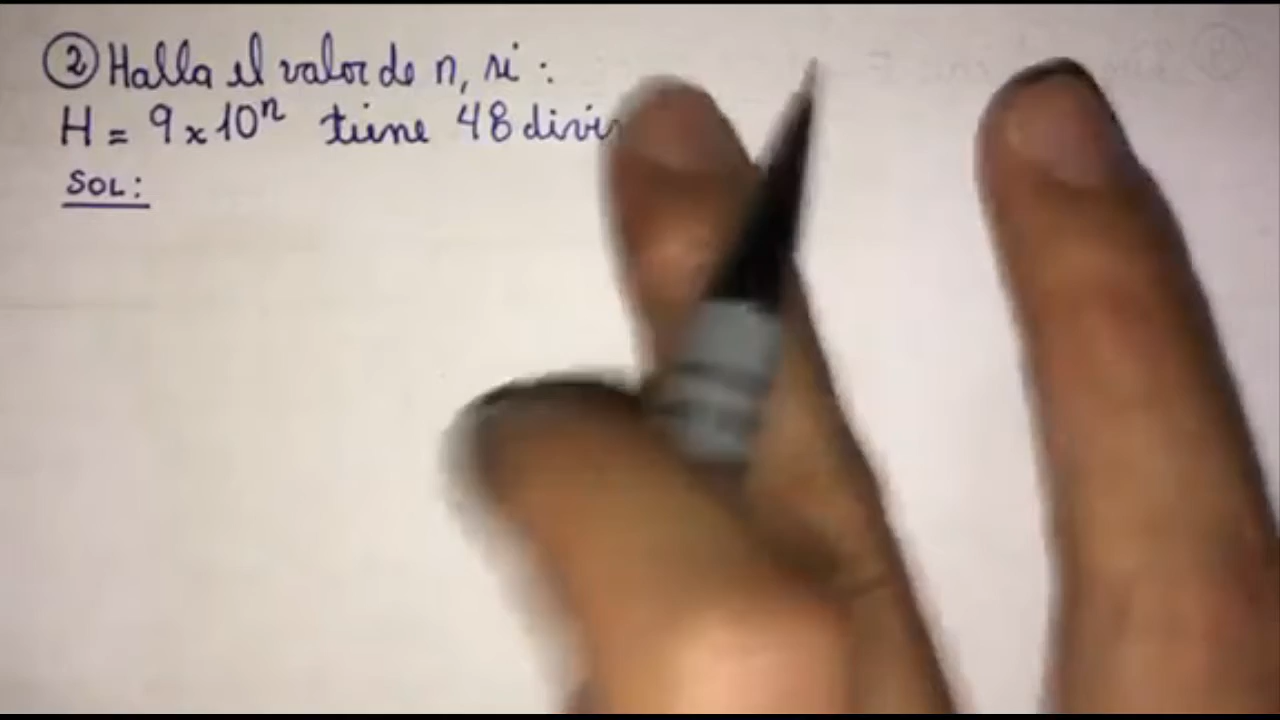 ② Halla el valor de n, si :
H = 9 x 10ⁿ tiene 48
SOL: